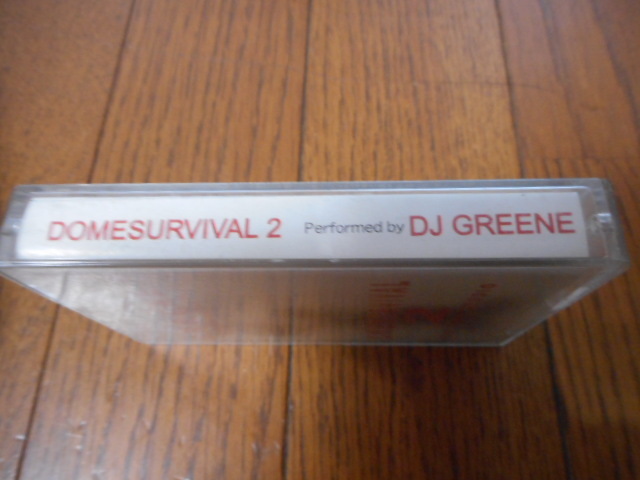 DOMESURVIVAL 2 Performed by DJ GREENE